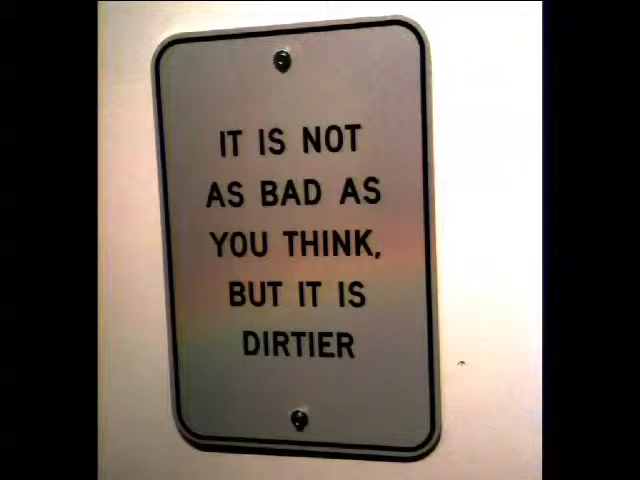 IT IS NOT
AS BAD AS
YOU THINK,
BUT IT IS
DIRTIER